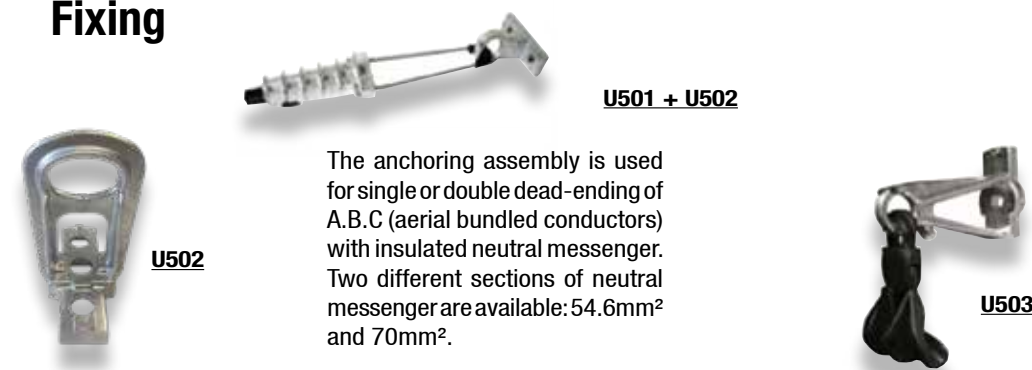 Fixing
U501 + U502
The anchoring assembly is used
for single or double dead-ending of
A.B.C (aerial bundled conductors)
with insulated neutral messenger.
Two different sections of neutral
messenger are available: 54.6mm²
and 70mm².
U502
U503